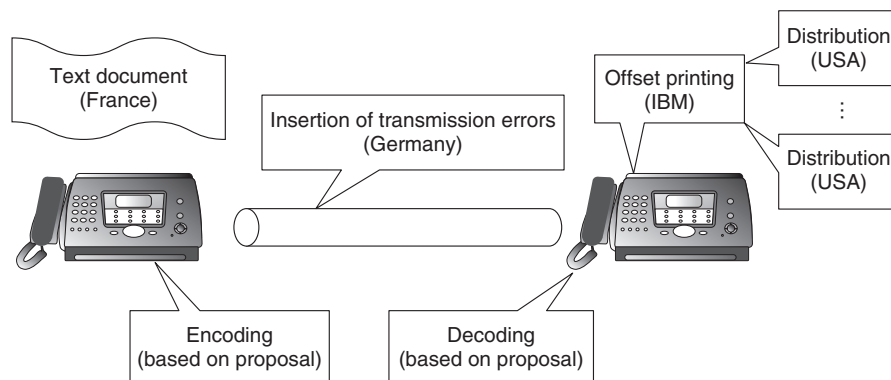 Text document
(France)
Insertion of transmission errors
(Germany)
Offset printing
(IBM)
Distribution
(USA)
⋮
Distribution
(USA)
Encoding
(based on proposal)
Decoding
(based on proposal)